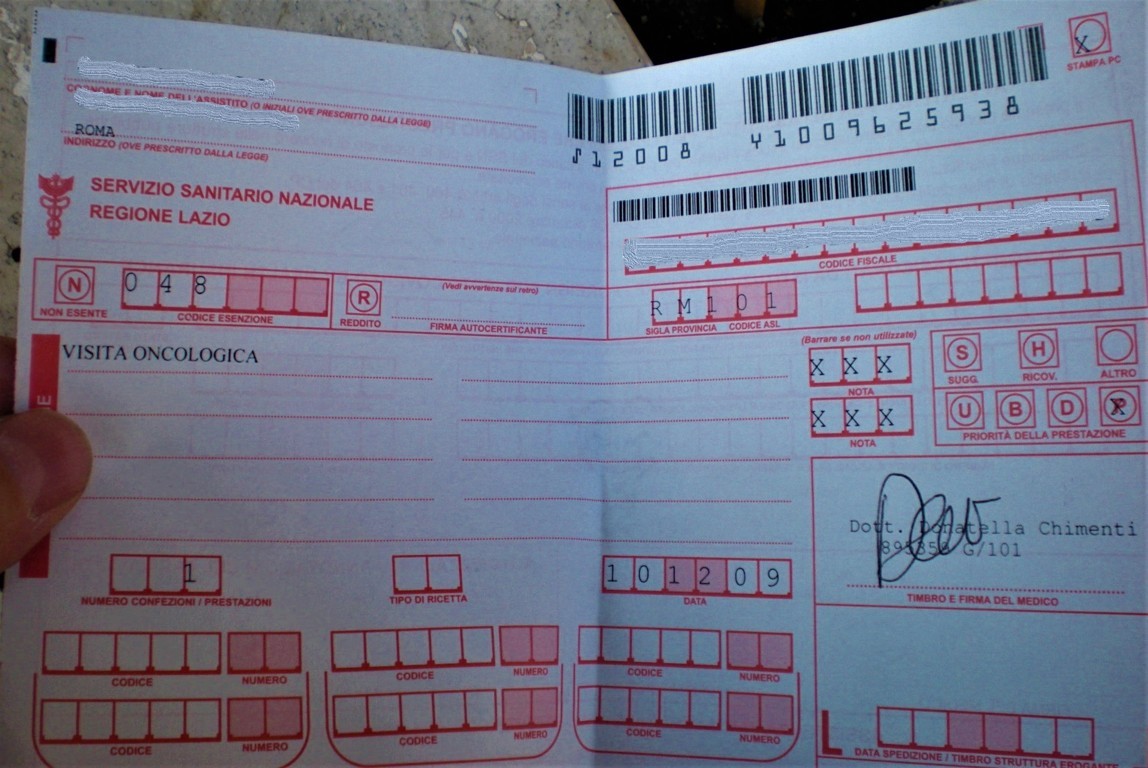 COGNOME E NOME DELL'ASSISTITO (O INIZIALI OVE PRESCRITTO DALLA LEGGE)
ROMA
INDIRIZZO (OVE PRESCRITTO DALLA LEGGE)
S12008
Y1009625938
X
STAMPA PC
SERVIZIO SANITARIO NAZIONALE
REGIONE LAZIO
CODICE FISCALE
N
NON ESENTE
048
CODICE ESENZIONE
R
REDDITO
(Vedi avvertenze sul retro)
FIRMA AUTOCERTIFICANTE
RM101
SIGLA PROVINCIA CODICE ASL
VISITA ONCOLOGICA
(Barrare se non utilizzate)
X X X
NOTA
X X X
NOTA
S
SUGG.
H
RICOV.
ALTRO
U B D P
X
PRIORITÀ DELLA PRESTAZIONE
Dott. Donatella Chimenti
G/101
TIMBRO E FIRMA DEL MEDICO
1
NUMERO CONFEZIONI / PRESTAZIONI
TIPO DI RICETTA
101209
DATA
CODICE NUMERO CODICE NUMERO CODICE NUMERO
CODICE NUMERO CODICE NUMERO CODICE NUMERO
DATA SPEDIZIONE / TIMBRO STRUTTURA EROGANTE